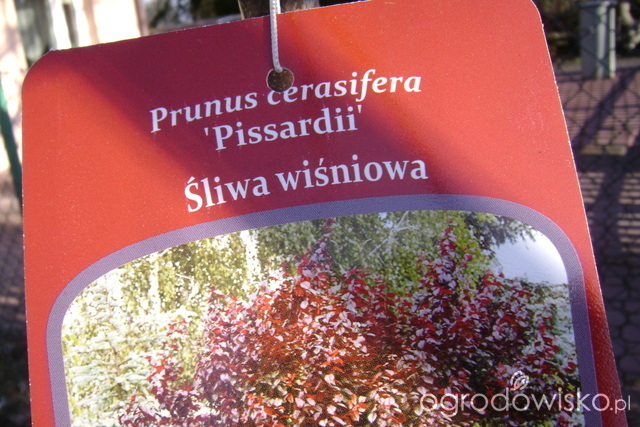 Prunus cerasifera
'Pissardii'
Śliwa wiśniowa
ogrodowisko.pl